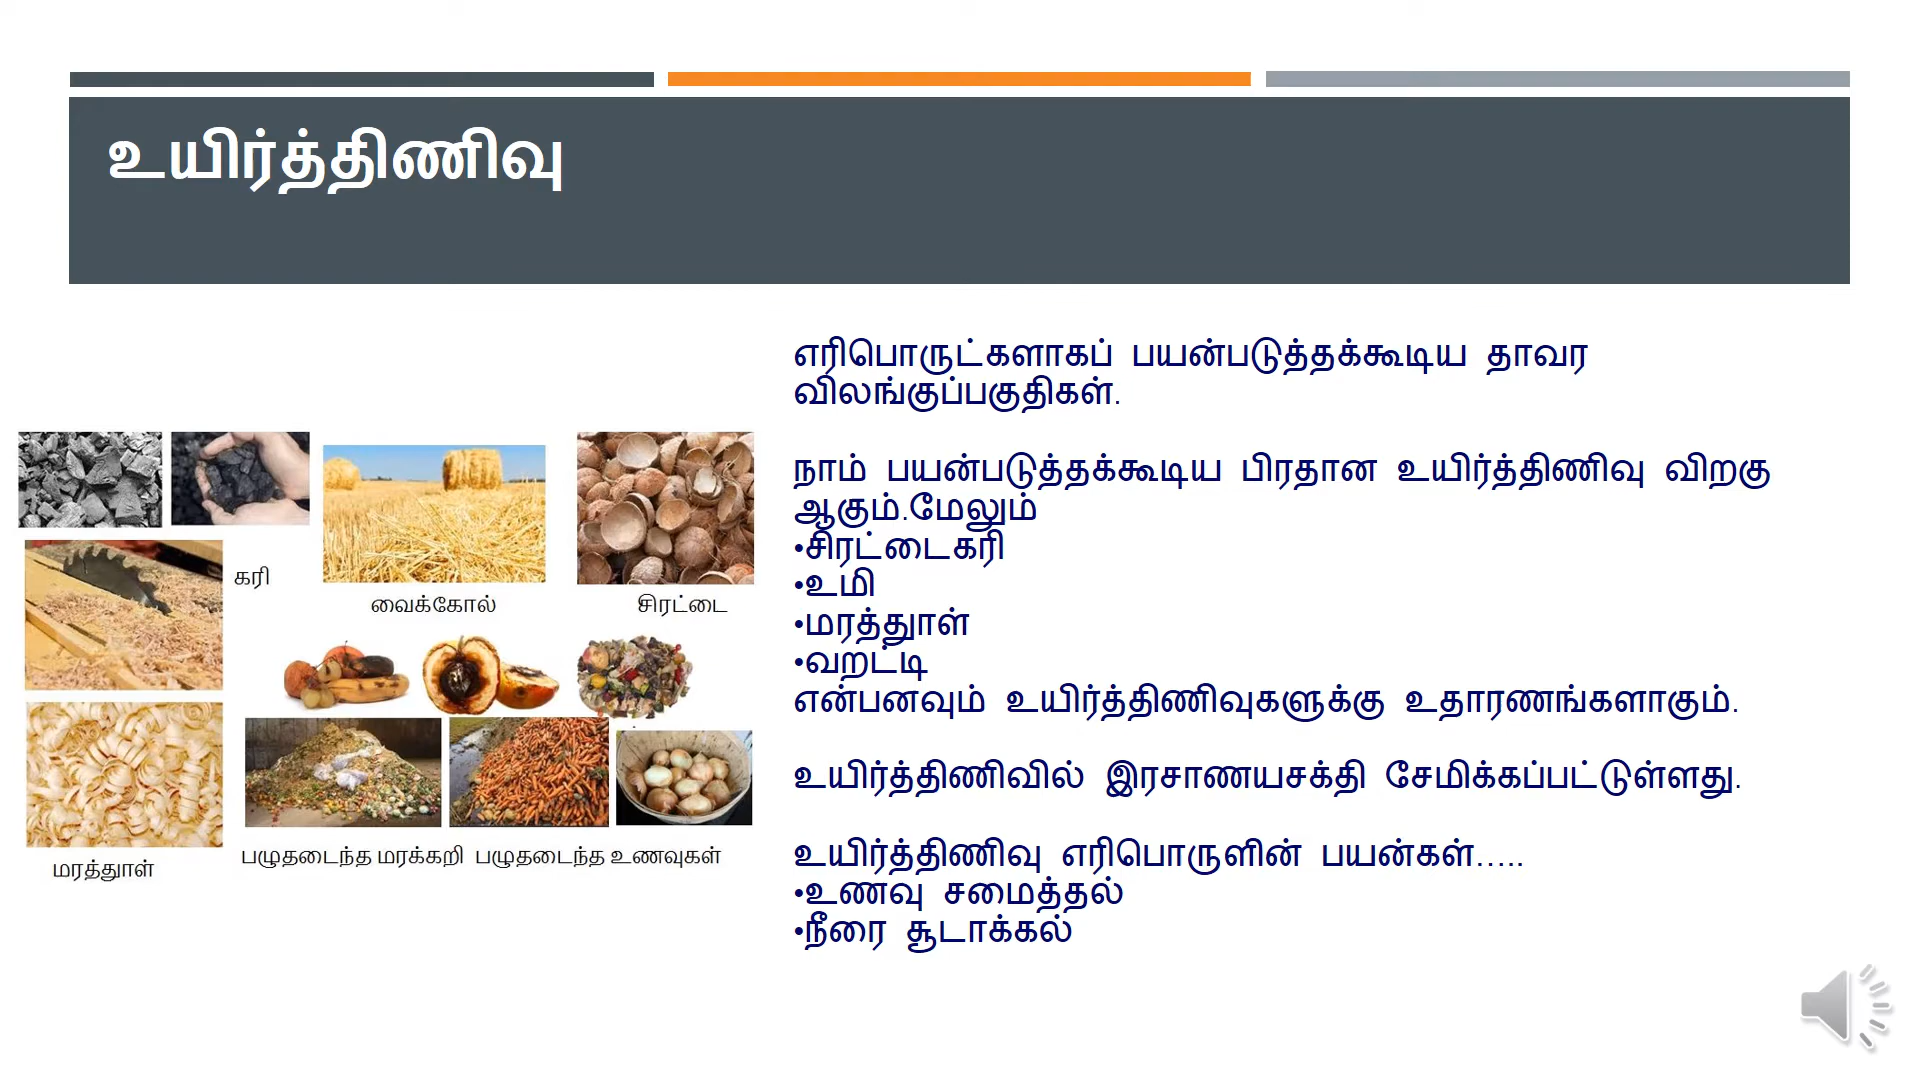 உயிர்த்திணிவு
எரிபொருட்களாகப் பயன்படுத்தக்கூடிய தாவர
விலங்குப்பகுதிகள்.
நாம் பயன்படுத்தக்கூடிய பிரதான உயிர்த்திணிவு விறகு
ஆகும்.மேலும்
•சிரட்டைகரி
•உமி
•மரத்தூள்
•வறட்டி
என்பனவும் உயிர்த்திணிவுகளுக்கு உதாரணங்களாகும்.
உயிர்த்திணிவில் இரசாணயசக்தி சேமிக்கப்பட்டுள்ளது.
உயிர்த்திணிவு எரிபொருளின் பயன்கள்…..
•உணவு சமைத்தல்
•நீரை சூடாக்கல்
கரி
வைக்கோல்
சிரட்டை
மரத்தூள்
பழுதடைந்த மரக்கறி
பழுதடைந்த உணவுகள்